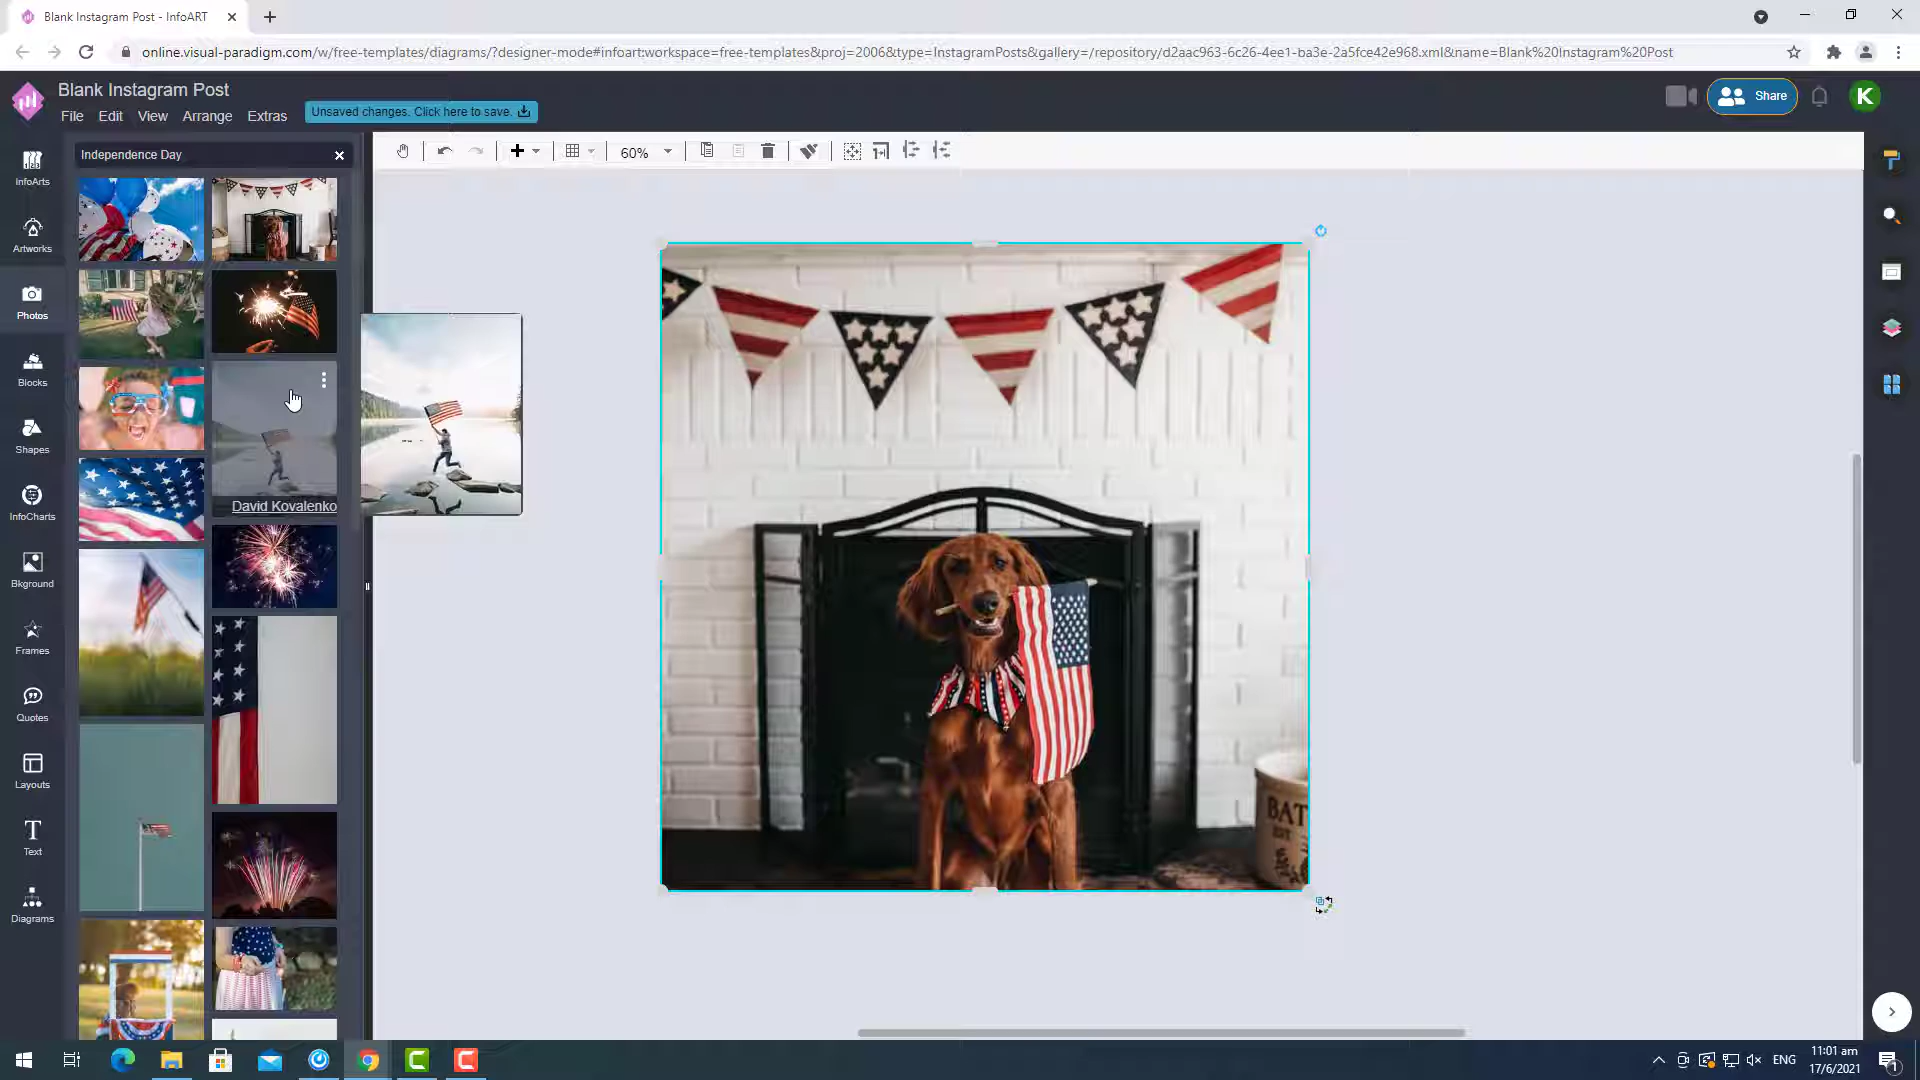 Blank Instagram Post - InfoART
online.visual-paradigm.com/w/free-templates/diagrams/?designer-mode#infoart:workspace=free-templates&proj=2006&type=InstagramPosts&gallery=/repository/d2aac963-6c26-4ee1-ba3e-2a5fce42e968.xml&name=Blank%20Instagram%20Post
Blank Instagram Post
File Edit View Arrange Extras
Unsaved changes. Click here to save.
Share
K
Independence Day
60%
InfoArts
Artworks
Photos
Blocks
Shapes
InfoCharts
Bkground
Frames
Quotes
Layouts
Text
Diagrams
David Kovalenko
BAT
ENG
11:01 am
17/6/2021
1